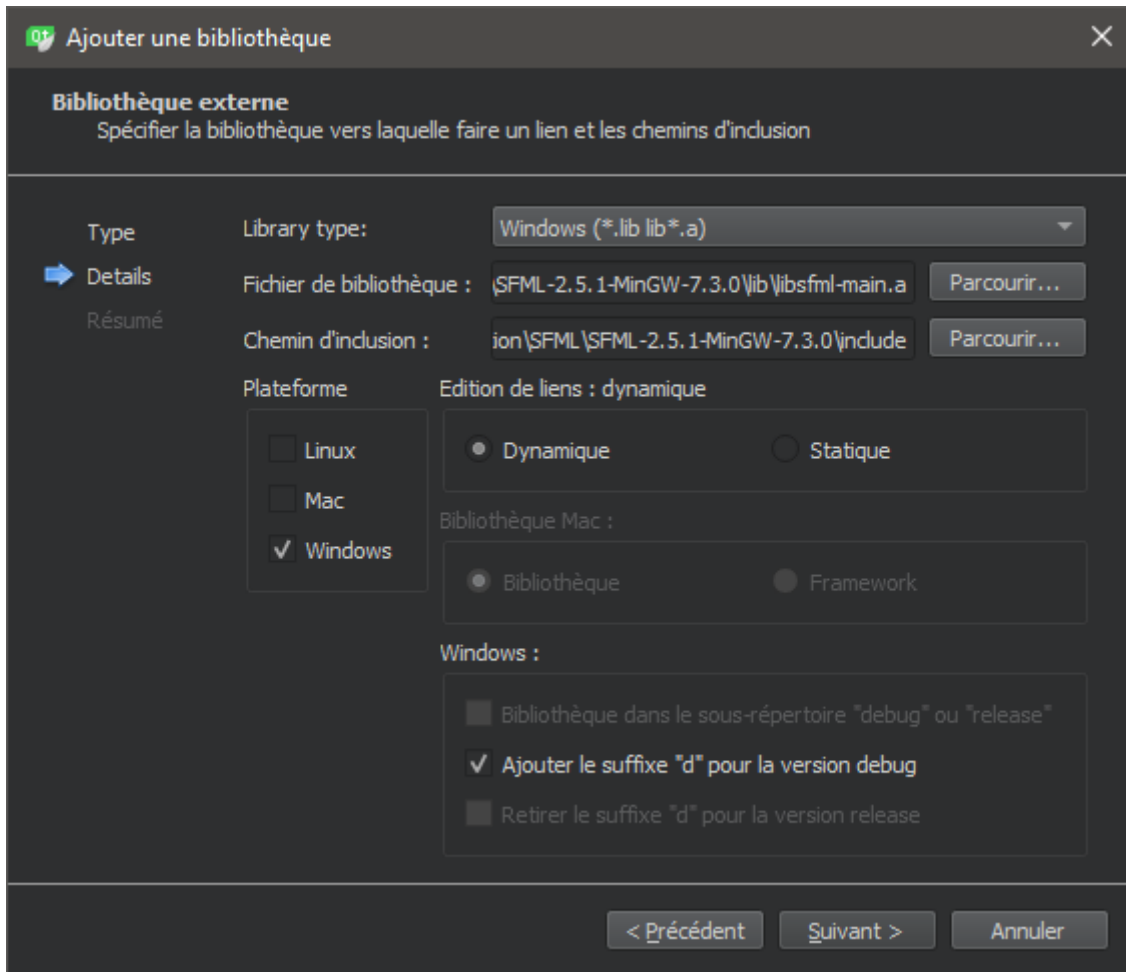 Qt Ajouter une bibliothèque
Bibliothèque externe
Spécifier la bibliothèque vers laquelle faire un lien et les chemins d'inclusion
Type
Details
Résumé
Library type: Windows (*.lib lib*.a)
Fichier de bibliothèque : \SFML-2.5.1-MinGW-7.3.0\lib\libsfml-main.a Parcourir...
Chemin d'inclusion : ion\SFML\SFML-2.5.1-MinGW-7.3.0\include Parcourir...
Plateforme
Linux
Mac
Windows
Edition de liens : dynamique
Dynamique Statique
Bibliothèque Mac :
Bibliothèque Framework
Windows :
Bibliothèque dans le sous-répertoire "debug" ou "release"
Ajouter le suffixe "d" pour la version debug
Retirer le suffixe "d" pour la version release
< Précédent Suivant > Annuler